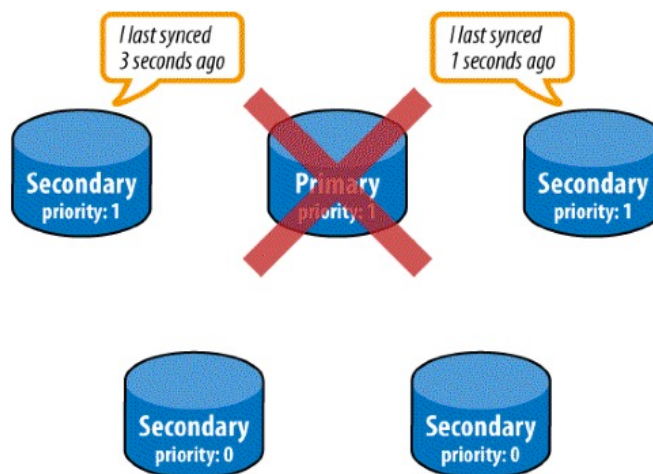 I last synced
3 seconds ago
I last synced
1 seconds ago
Secondary
priority: 1
Primary
priority: 1
Secondary
priority: 1
Secondary
priority: 0
Secondary
priority: 0